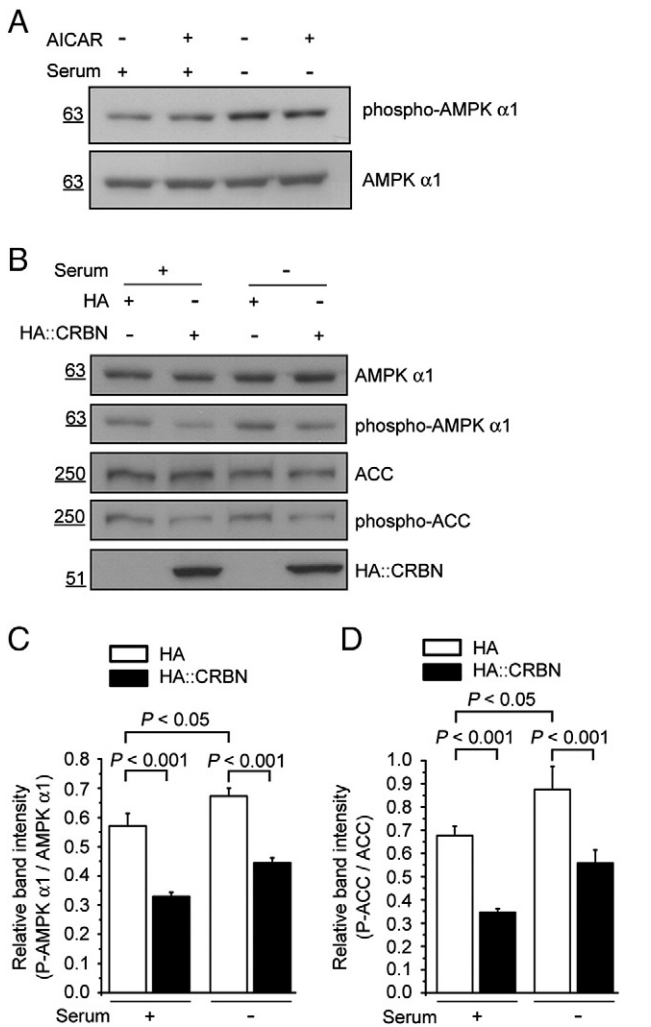 A
AICAR - + - +
Serum + + - -
63 phospho-AMPK α1
63 AMPK α1
B
Serum + -
HA + - + -
HA::CRBN - + - +
63 AMPK α1
63 phospho-AMPK α1
250 ACC
250 phospho-ACC
51 HA::CRBN
C
HA
HA::CRBN
P < 0.05
P < 0.001 P < 0.001
Relative band intensity
(P-AMPK α1 / AMPK α1)
0.8
0.7
0.6
0.5
0.4
0.3
0.2
0.1
0.0
Serum + -
D
HA
HA::CRBN
P < 0.05
P < 0.001 P < 0.001
Relative band intensity
(P-ACC / ACC)
1.0
0.9
0.8
0.7
0.6
0.5
0.4
0.3
0.2
0.1
0.0
Serum + -